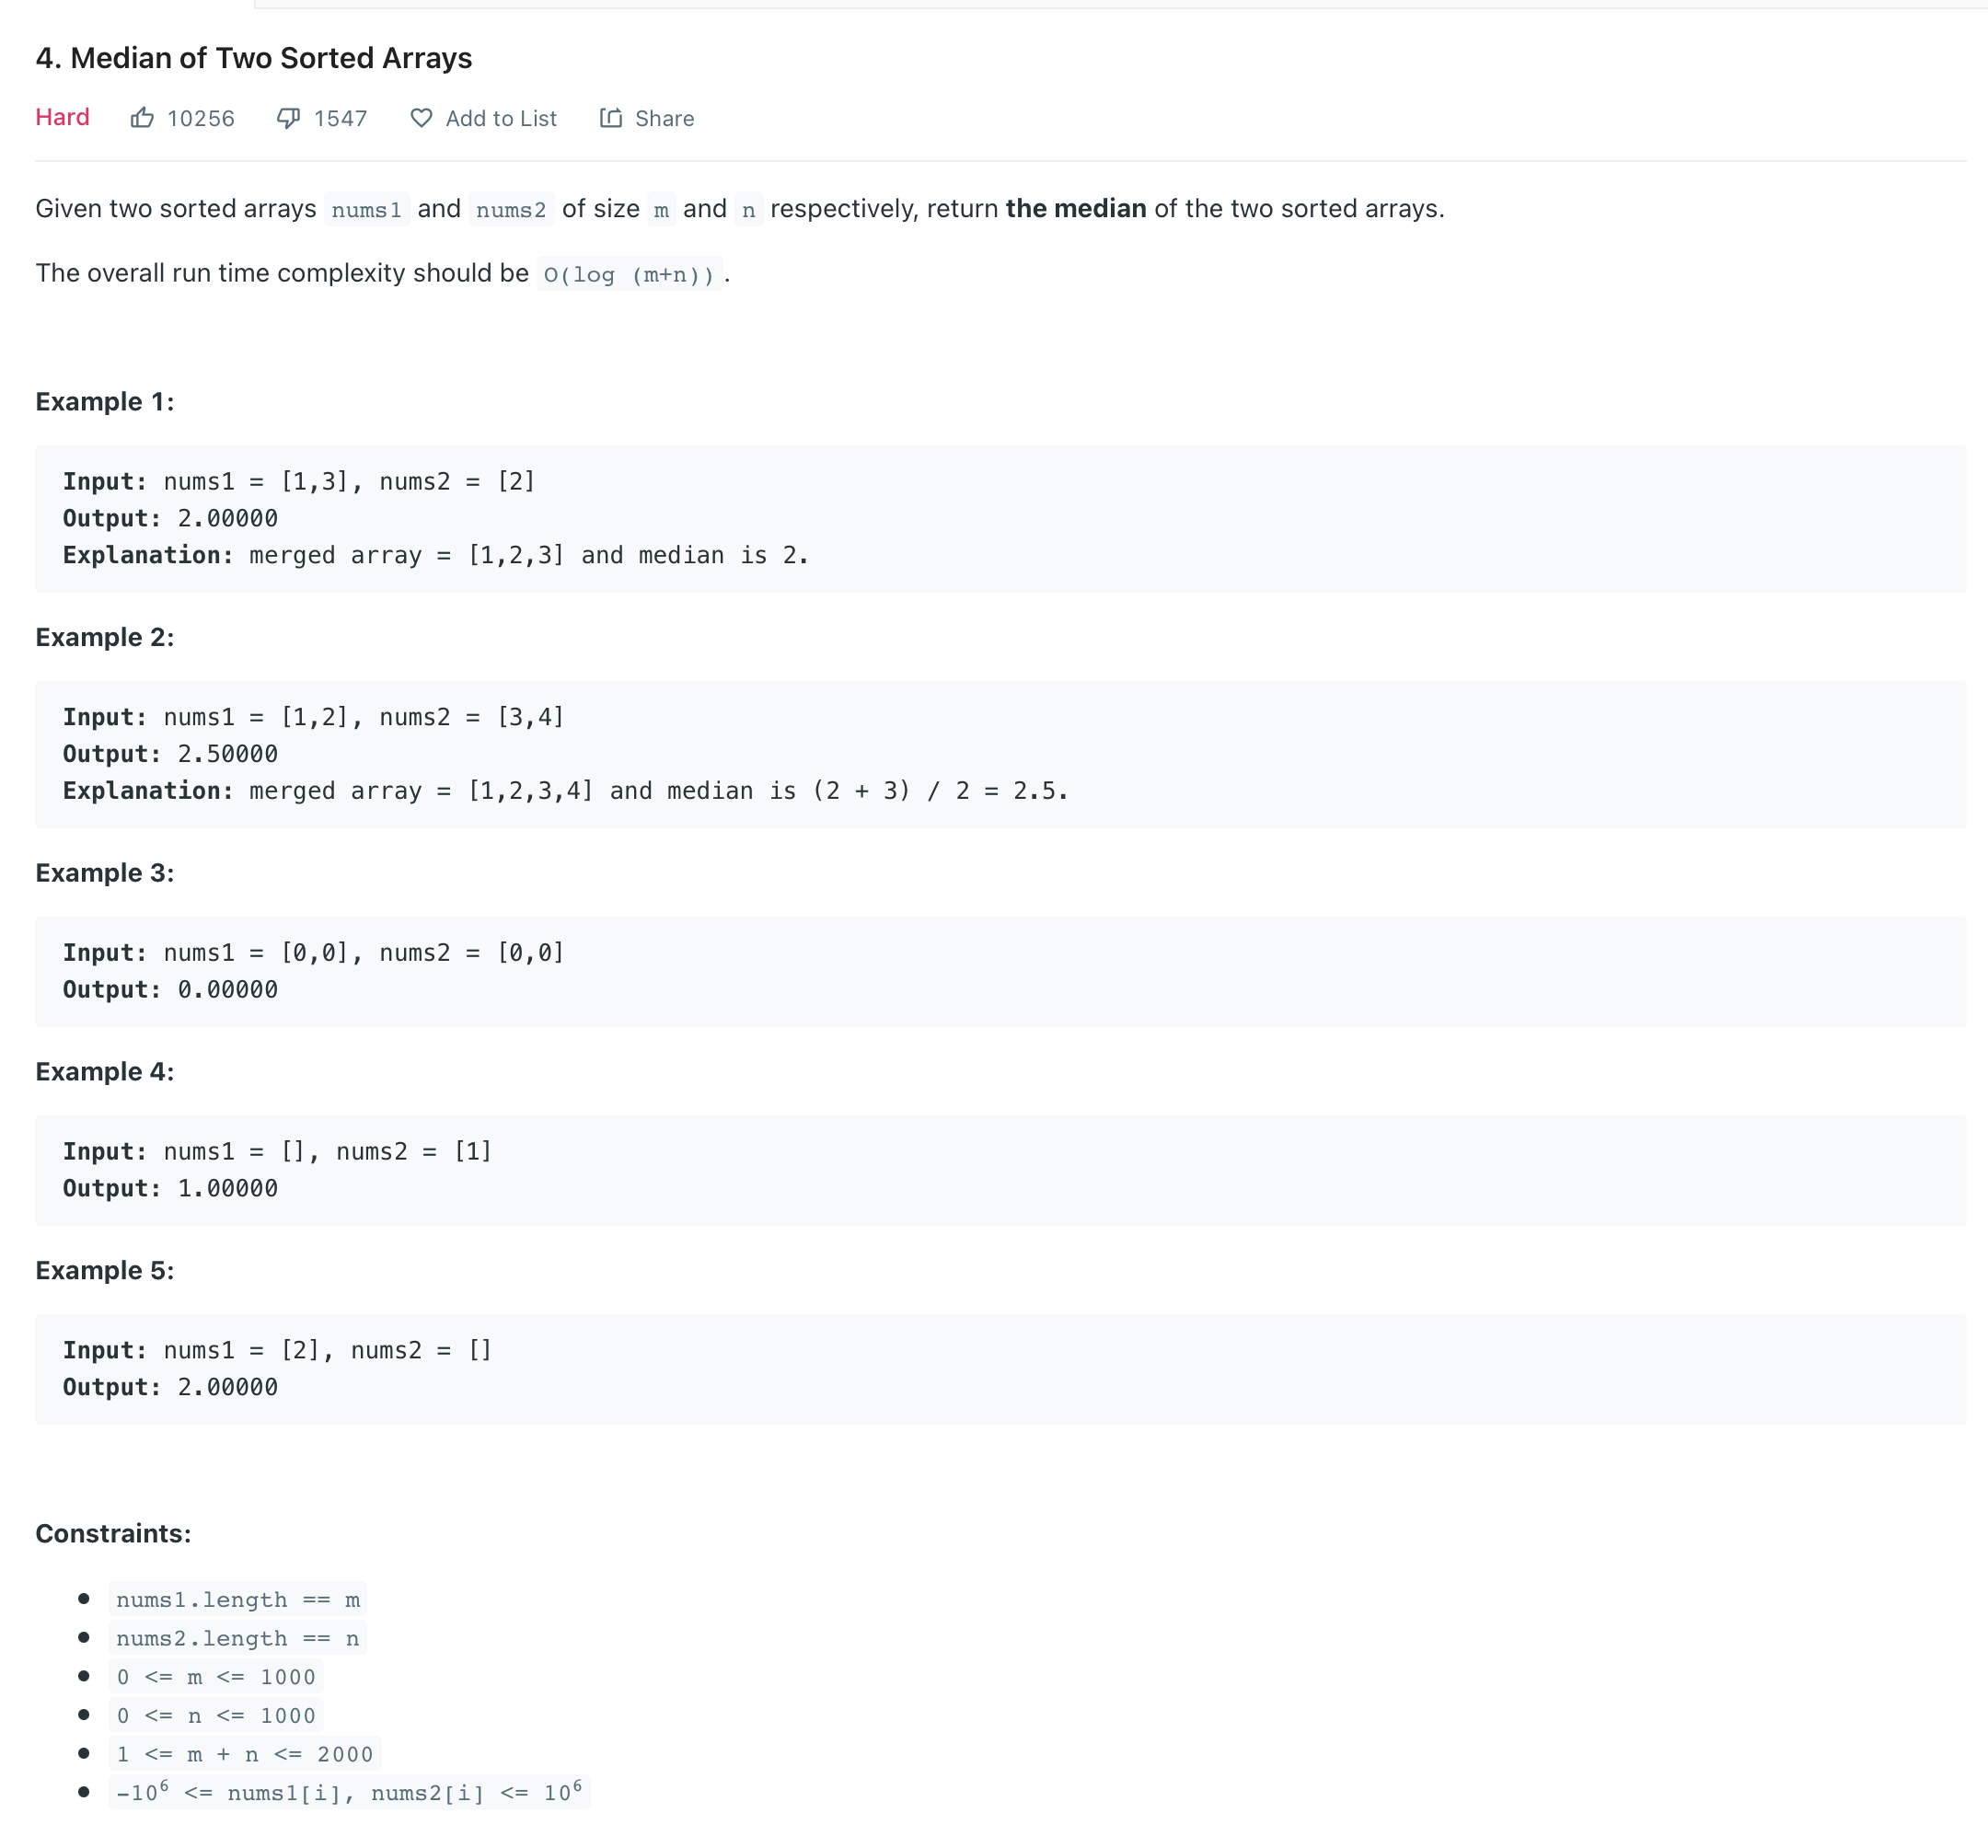 4. Median of Two Sorted Arrays
Hard 10256 1547 Add to List Share
Given two sorted arrays nums1 and nums2 of size m and n respectively, return the median of the two sorted arrays.
The overall run time complexity should be O(log (m+n)).
Example 1:
Input: nums1 = [1,3], nums2 = [2]
Output: 2.00000
Explanation: merged array = [1,2,3] and median is 2.
Example 2:
Input: nums1 = [1,2], nums2 = [3,4]
Output: 2.50000
Explanation: merged array = [1,2,3,4] and median is (2 + 3) / 2 = 2.5.
Example 3:
Input: nums1 = [0,0], nums2 = [0,0]
Output: 0.00000
Example 4:
Input: nums1 = [], nums2 = [1]
Output: 1.00000
Example 5:
Input: nums1 = [2], nums2 = []
Output: 2.00000
Constraints:
nums1.length == m
nums2.length == n
0 <= m <= 1000
0 <= n <= 1000
1 <= m + n <= 2000
-10⁶ <= nums1[i], nums2[i] <= 10⁶